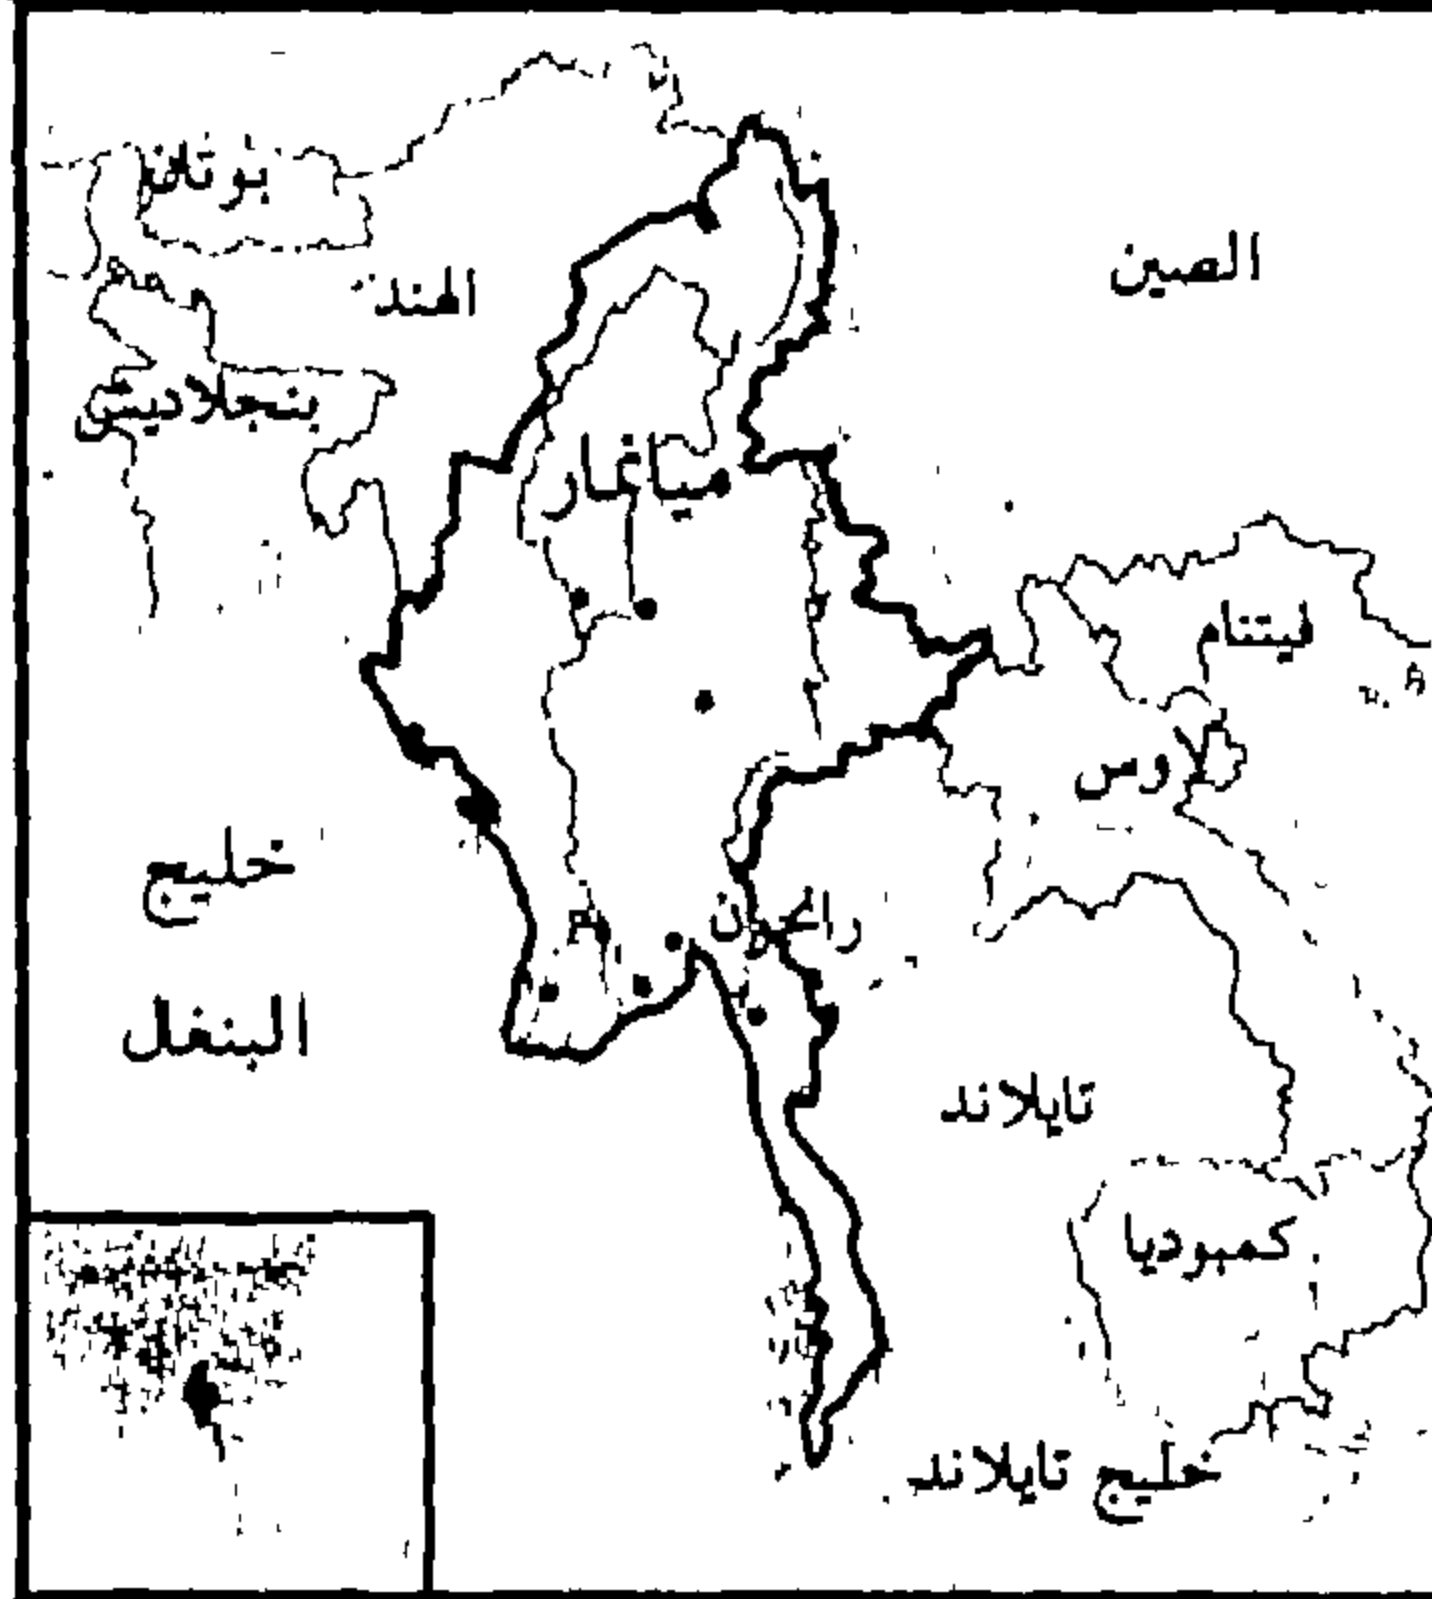 بوتان
الصين
الهند
بنجلاديش
ميانمار
فيتنام
لاوس
خليج
البنغال
رانجون
تايلاند
كمبوديا
خليج تايلاند